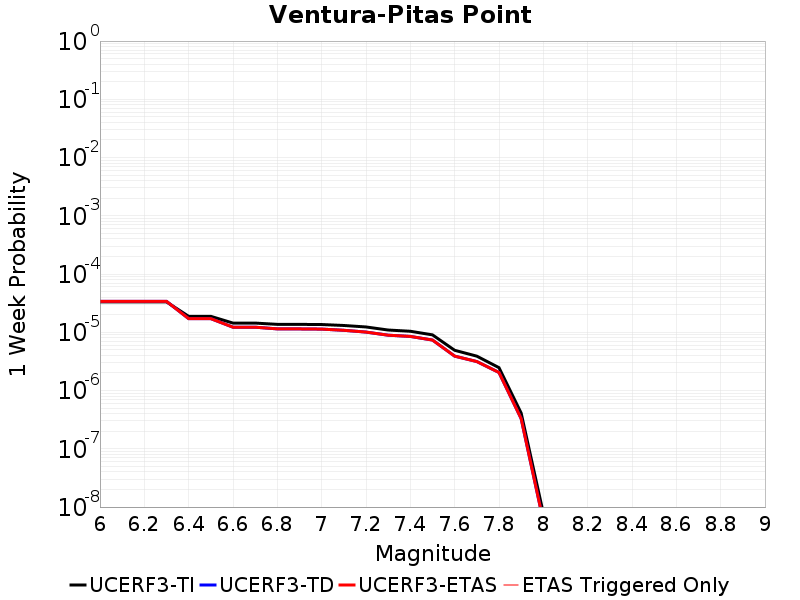 Ventura-Pitas Point
1 Week Probability
10^0
10^-1
10^-2
10^-3
10^-4
10^-5
10^-6
10^-7
10^-8
6 6.2 6.4 6.6 6.8 7 7.2 7.4 7.6 7.8 8 8.2 8.4 8.6 8.8 9
Magnitude
UCERF3-TI UCERF3-TD UCERF3-ETAS ETAS Triggered Only